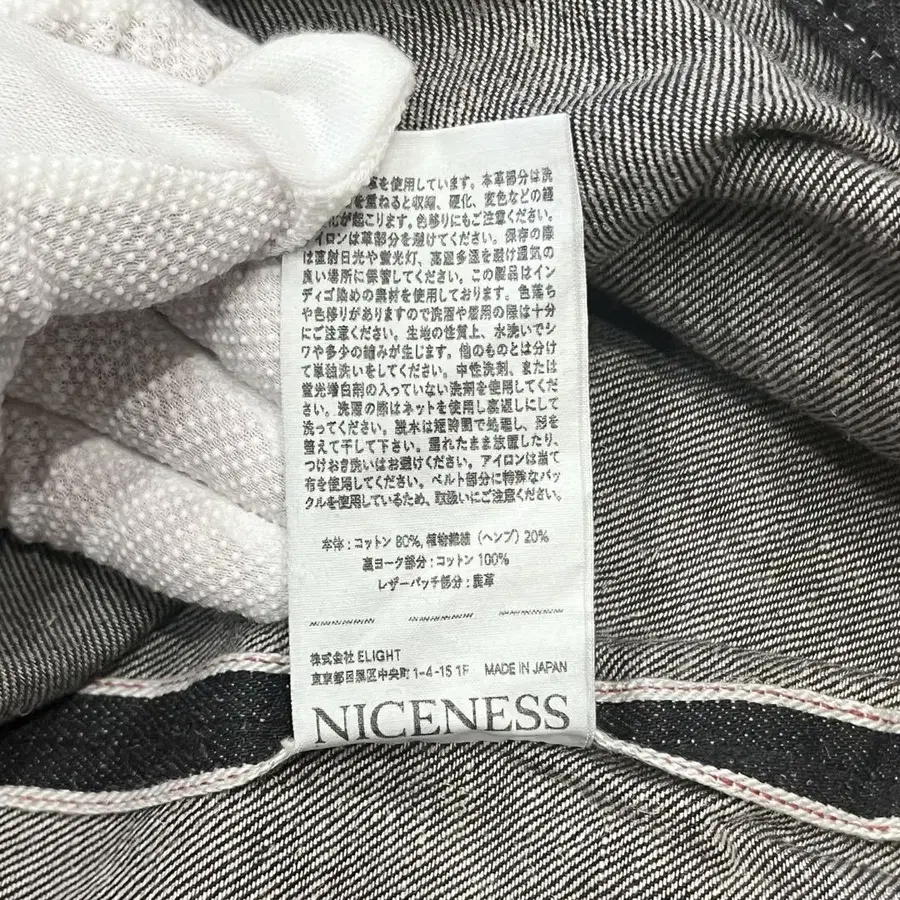 革を使用しています。本革部分は洗
を重ねると収縮、硬化、変色などの経
化が起こります。色移りにもご注意ください。
アイロンは革部分を避けてください。保存の際
は直射日光や蛍光灯、高温多湿を避け通気の
良い場所に保管してください。この製品はイン
ディゴ染めの素材を使用しております。色落ち
や色移りがありますので洗濯や着用の際は十分
にご注意ください。生地の性質上、水洗いでシ
ワや多少の縮みが生じます。他のものとは分け
て単独洗いをしてください。中性洗剤、または
蛍光増白剤の入っていない洗剤を使用してくだ
さい。洗濯の際はネットを使用し裏返しにして
洗ってください。脱水は短時間で処理し、形を
整えて干して下さい。濡れたまま放置したり、
つけおき洗いはお避けください。アイロンは当て
布を使用してください。ベルト部分に特殊なバッ
クルを使用しているため、取扱いにご注意ください。
本体：コットン 80%, 植物繊維（ヘンプ）20%
裏ヨーク部分：コットン 100%
レザーパッチ部分：鹿革
株式会社 ELIGHT
東京都目黒区中央町 1-4-15 1F MADE IN JAPAN
NICENESS